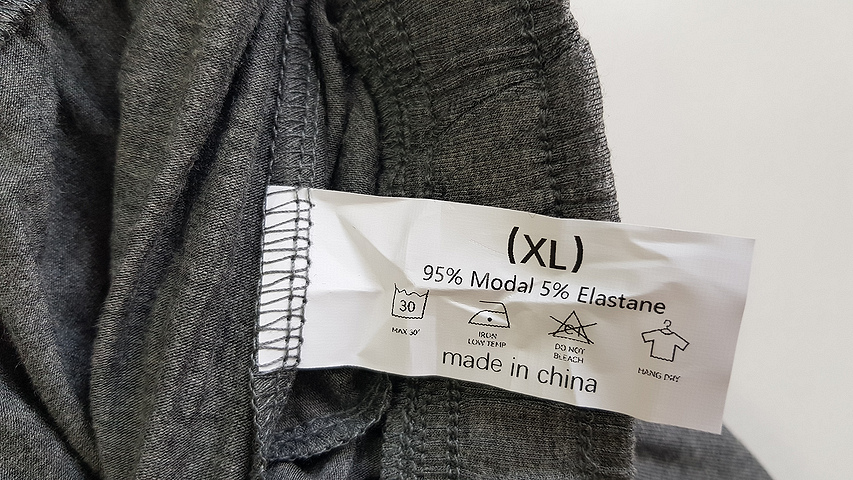 (XL)
95% Modal 5% Elastane
30
MAX 30°
IRON
LOW TEMP
DO NOT
BLEACH
HANG DRY
made in china